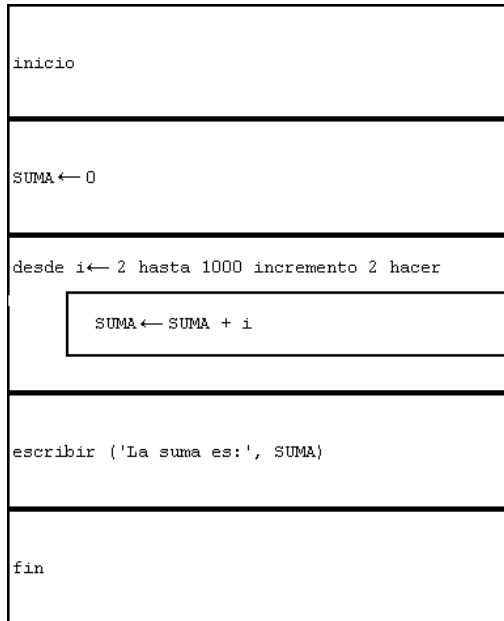 inicio
SUMA ← 0
desde i ← 2 hasta 1000 incremento 2 hacer
SUMA ← SUMA + i
escribir ('La suma es:', SUMA)
fin